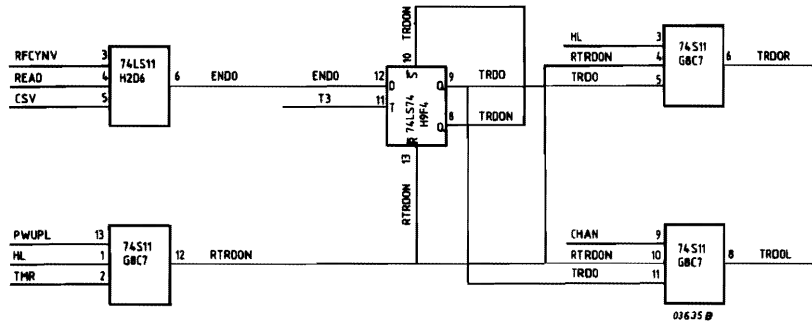 TRDON
10
HL 3
RFCYNV 3
74LS11
H2D6
74S11
G8C7
READ 4
6 ENDO
ENDO 12
D
S
Q
9 TRDO
RTRDON 4
6 TRDOR
CSV 5
T3 11
T
74LS74
H9F4
TRDO 5
Q
8 TRDON
R
13
RTRDON
PWUPL 13
74S11
G8C7
CHAN 9
74S11
G8C7
HL 1
12 RTRDON
RTRDON 10
8 TRDOL
TMR 2
TRDO 11
03635 B